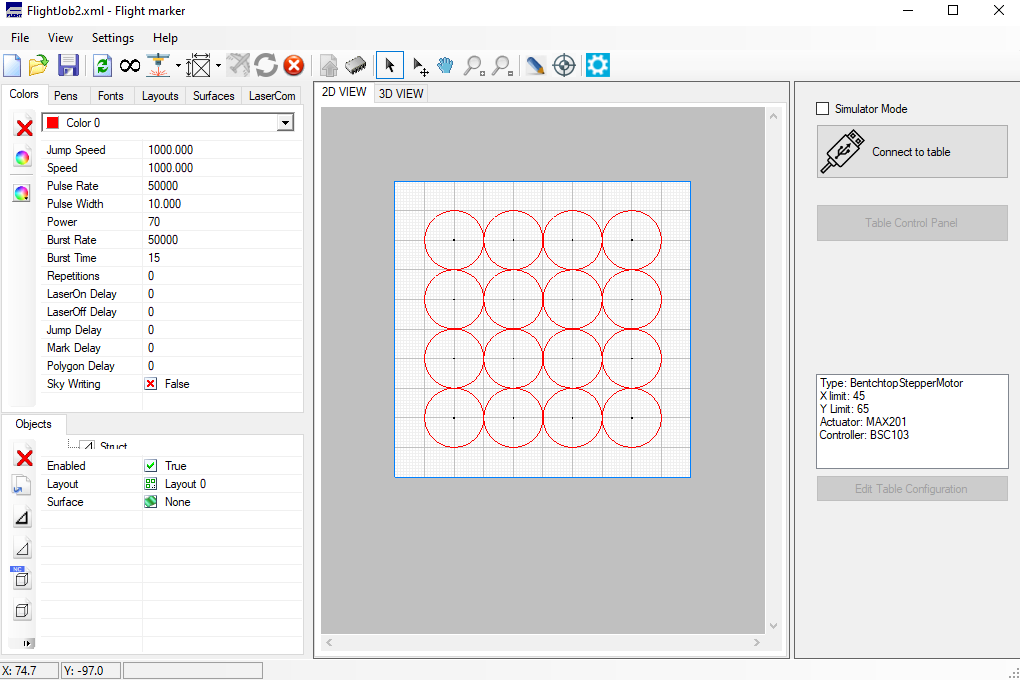 FlightJob2.xml - Flight marker
File View Settings Help
Colors Pens Fonts Layouts Surfaces LaserCom
Color 0
Jump Speed 1000.000
Speed 1000.000
Pulse Rate 50000
Pulse Width 10.000
Power 70
Burst Rate 50000
Burst Time 15
Repetitions 0
LaserOn Delay 0
LaserOff Delay 0
Jump Delay 0
Mark Delay 0
Polygon Delay 0
Sky Writing False
Objects
Struct
Enabled True
Layout Layout 0
Surface None
NC
2D VIEW 3D VIEW
Simulator Mode
Connect to table
Table Control Panel
Type: BentchtopStepperMotor
X limit: 45
Y Limit: 65
Actuator: MAX201
Controller: BSC103
Edit Table Configuration
X: 74.7 Y: -97.0